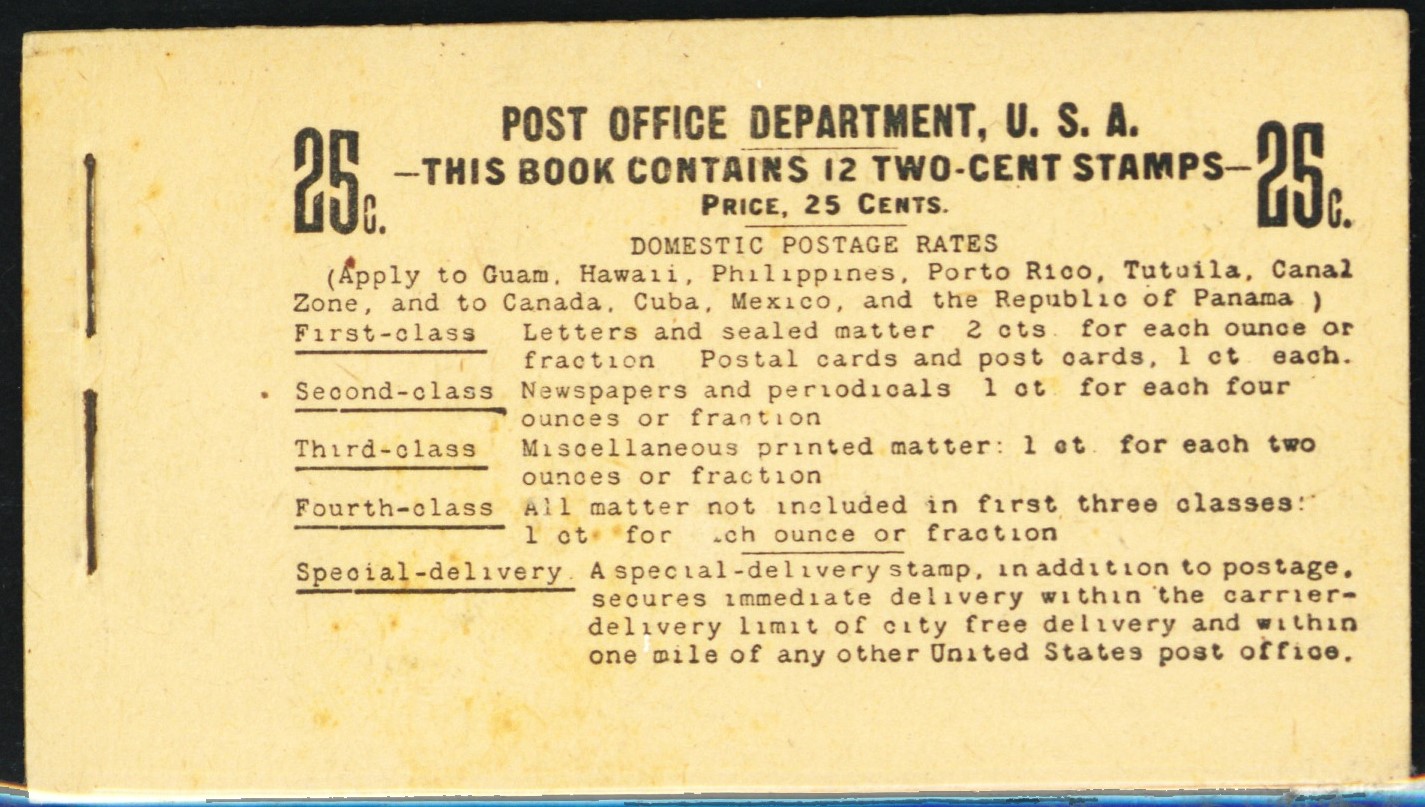 POST OFFICE DEPARTMENT, U. S. A.
25c. —THIS BOOK CONTAINS 12 TWO-CENT STAMPS— 25c.
PRICE, 25 CENTS.
DOMESTIC POSTAGE RATES
(Apply to Guam, Hawaii, Philippines, Porto Rico, Tutuila, Canal
Zone, and to Canada, Cuba, Mexico, and the Republic of Panama )
First-class Letters and sealed matter 2 cts. for each ounce or
fraction Postal cards and post cards, 1 ct each.
Second-class Newspapers and periodicals 1 ct for each four
ounces or fraction
Third-class Miscellaneous printed matter: 1 ct. for each two
ounces or fraction
Fourth-class All matter not included in first three classes:
1 ct. for ch ounce or fraction
Special-delivery. A special-delivery stamp, in addition to postage,
secures immediate delivery within the carrier-
delivery limit of city free delivery and within
one mile of any other United States post office.